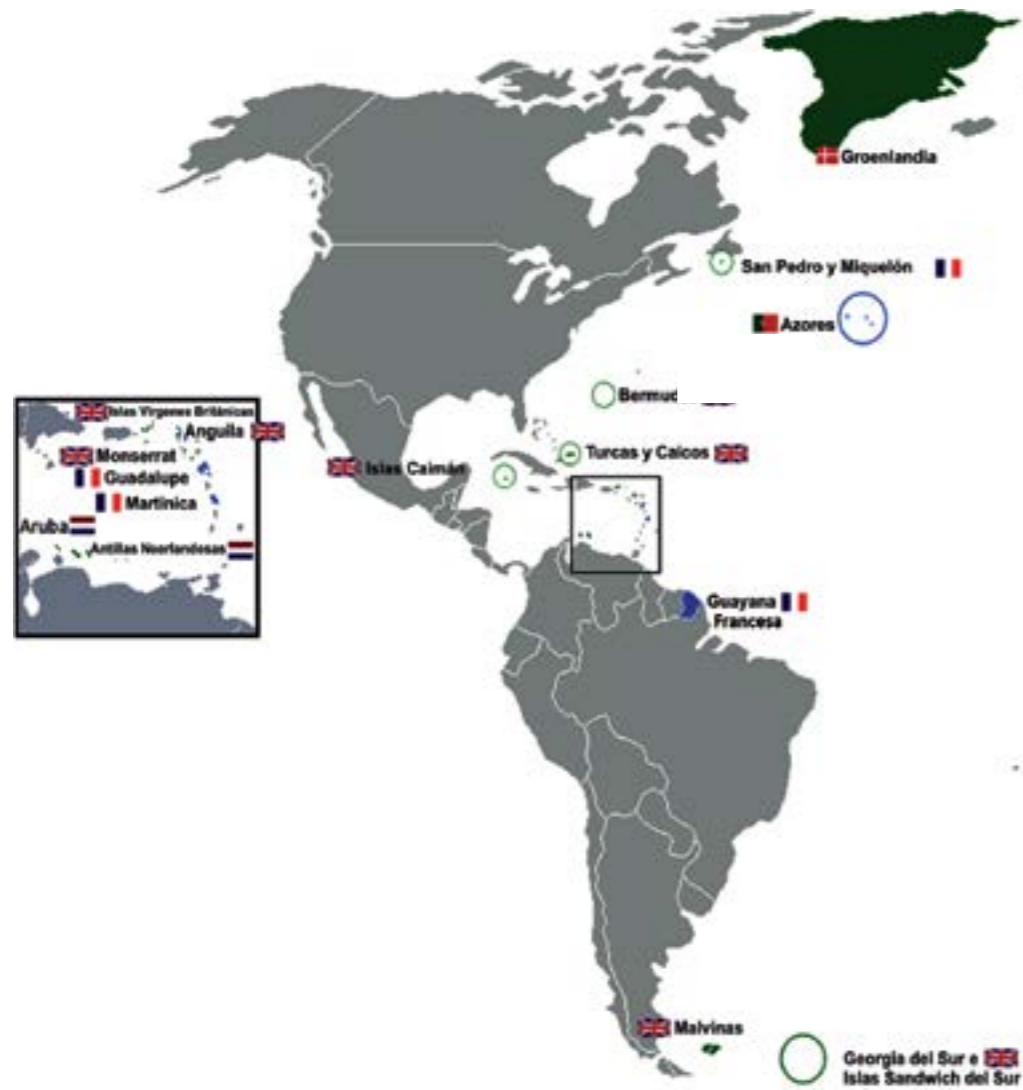 Groenlandia
San Pedro y Miquelón
Azores
Turcas y Caicos
Islas Caimán
Islas Vírgenes Británicas
Anguila
Monserrat
Guadalupe
Martinica
Aruba
Antillas Neerlandesas
Guayana
Francesa
Malvinas
Georgia del Sur e
Islas Sandwich del Sur